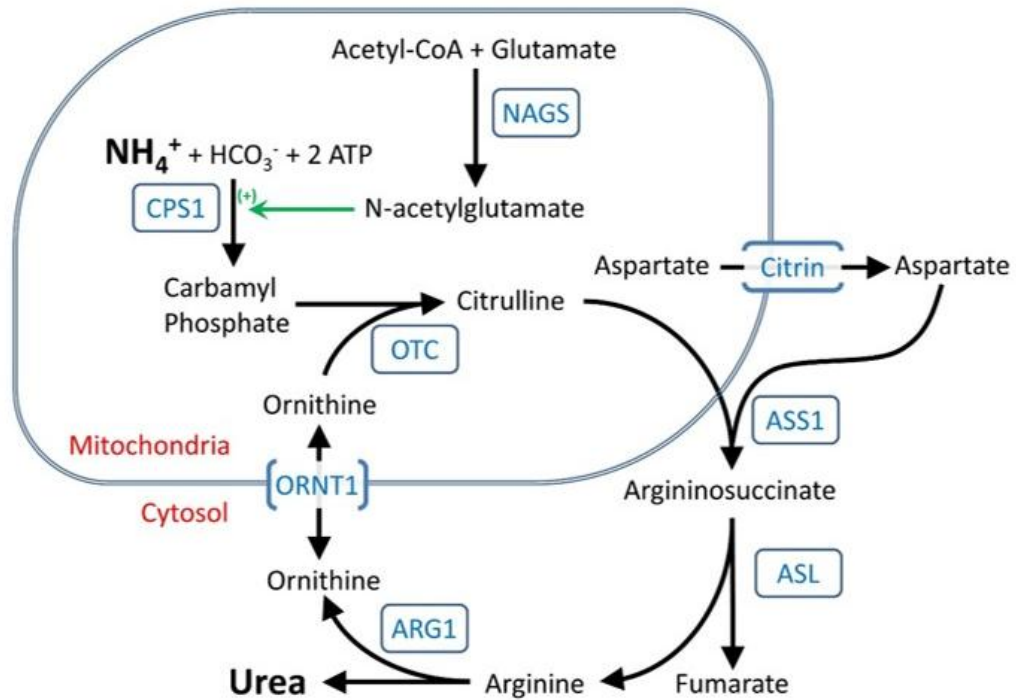 Acetyl-CoA + Glutamate
NAGS
NH₄⁺ + HCO₃⁻ + 2 ATP
CPS1
(+)
N-acetylglutamate
Aspartate
Citrin
Aspartate
Carbamyl
Phosphate
Citrulline
OTC
Ornithine
ASS1
Mitochondria
ORNT1
Argininosuccinate
Cytosol
Ornithine
ASL
ARG1
Urea
Arginine
Fumarate